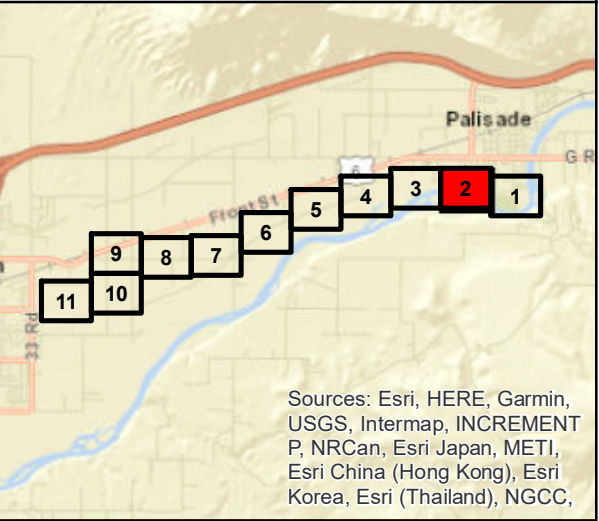 Palisade
G R
6
Front St
3
2
1
4
5
6
9
8
7
10
11
33 Rd
Sources: Esri, HERE, Garmin,
USGS, Intermap, INCREMENT
P, NRCan, Esri Japan, METI,
Esri China (Hong Kong), Esri
Korea, Esri (Thailand), NGCC,